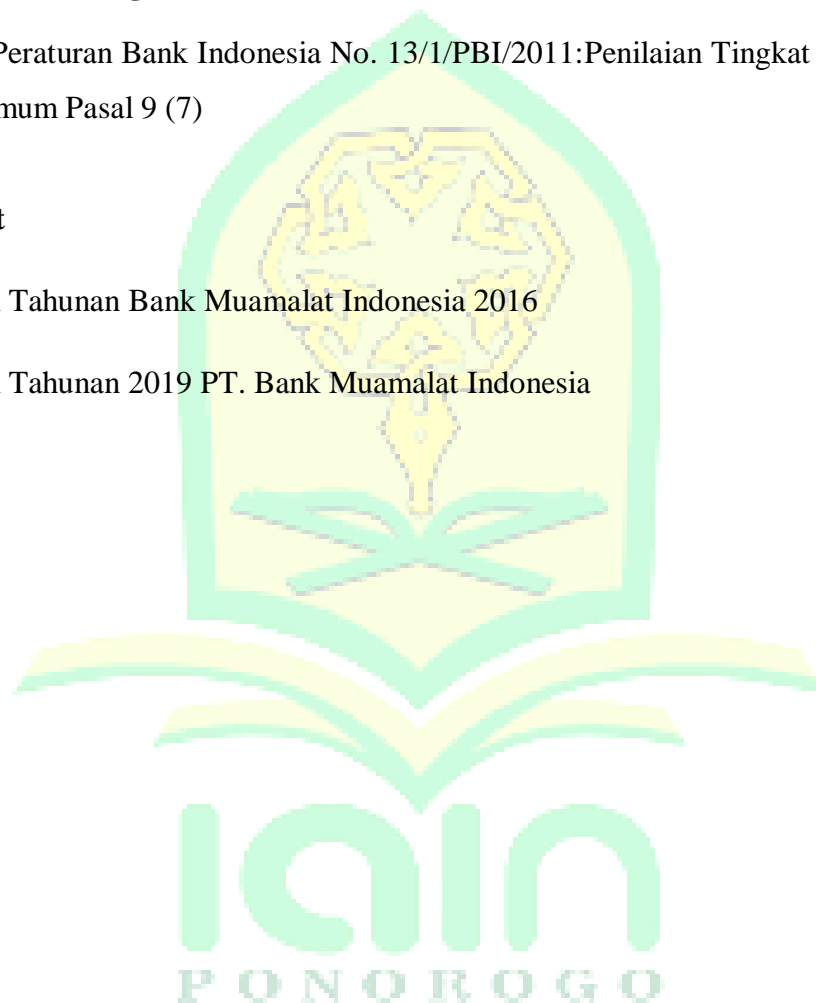 Peraturan Bank Indonesia No. 13/1/PBI/2011:Penilaian Tingkat
mum Pasal 9 (7)
t
Tahunan Bank Muamalat Indonesia 2016
Tahunan 2019 PT. Bank Muamalat Indonesia
iain
PONOROGO